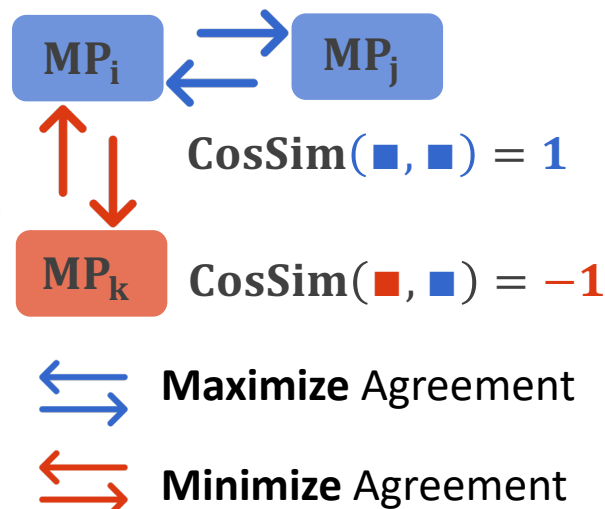 MPᵢ MPⱼ
CosSim(■, ■) = 1
MPₖ CosSim(■, ■) = −1
Maximize Agreement
Minimize Agreement